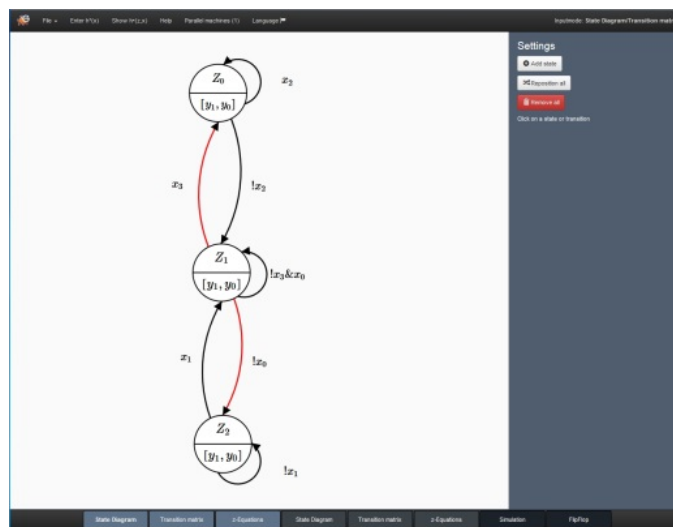 File Enter h*(x) Show f*(z,x) Help Parallel machines (1) Language Inputmode: State Diagram/Transition matrix
Settings
Add state
Reposition all
Remove all
Click on a state or transition
Z₀
[y₁, y₀]
x₂
x₃
!x₂
Z₁
[y₁, y₀]
!x₃&x₀
x₁
!x₀
Z₂
[y₁, y₀]
!x₁
State Diagram Transition matrix z-Equations State Diagram Transition matrix z-Equations Simulation FlipFlop